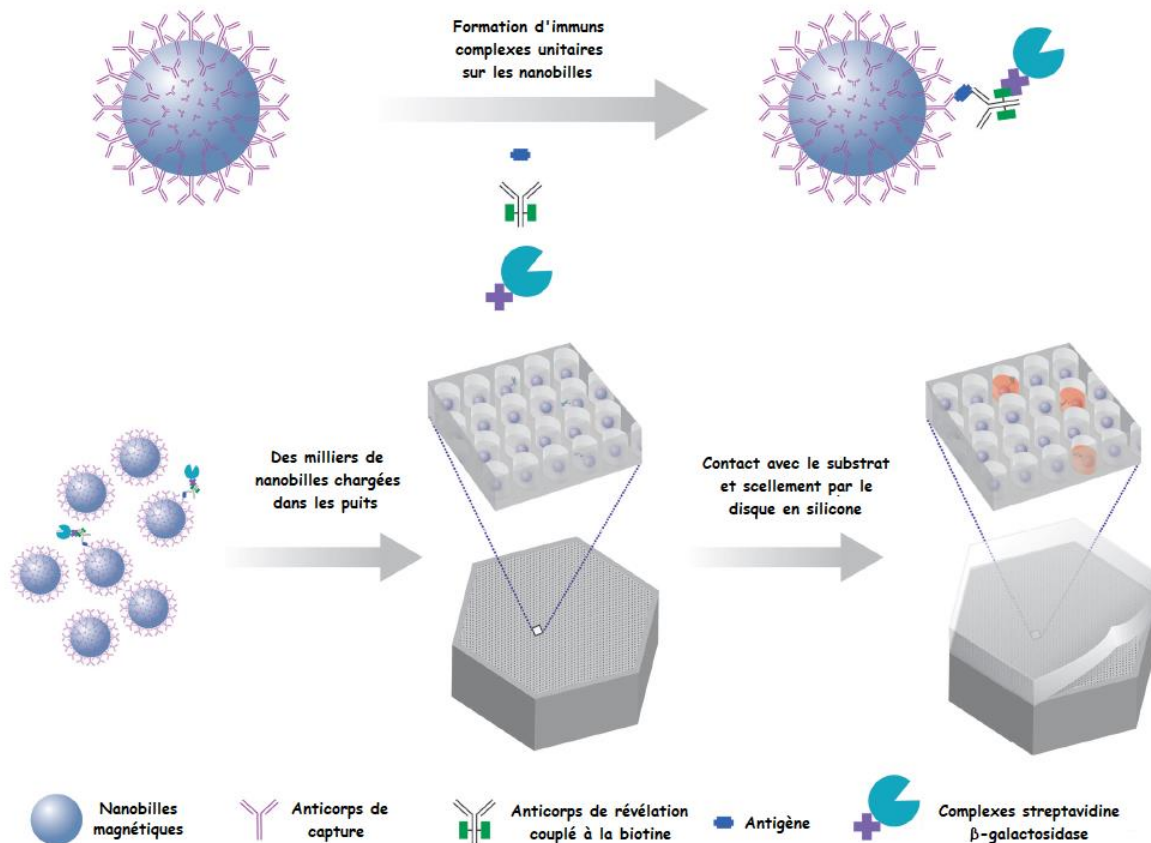 Formation d'immuns
complexes unitaires
sur les nanobilles
Des milliers de
nanobilles chargées
dans les puits
Contact avec le substrat
et scellement par le
disque en silicone
Nanobilles
magnétiques
Anticorps de
capture
Anticorps de révélation
couplé à la biotine
Antigène
Complexes streptavidine
β-galactosidase